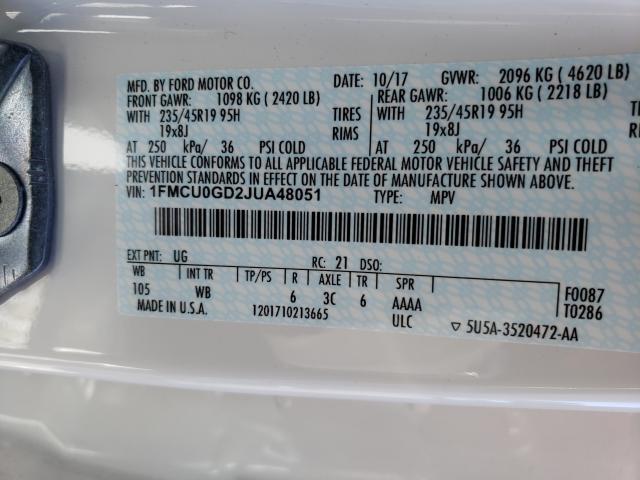 MFD. BY FORD MOTOR CO.
DATE: 10/17 GVWR: 2096 KG ( 4620 LB)
FRONT GAWR: 1098 KG ( 2420 LB) REAR GAWR: 1006 KG ( 2218 LB)
WITH 235/45R19 95H TIRES WITH 235/45R19 95H
19x8J RIMS 19x8J
AT 250 kPa/ 36 PSI COLD AT 250 kPa/ 36 PSI COLD
THIS VEHICLE CONFORMS TO ALL APPLICABLE FEDERAL MOTOR VEHICLE SAFETY AND THEFT
PREVENTION STANDARDS IN EFFECT ON THE DATE OF MANUFACTURE SHOWN ABOVE.
VIN: 1FMCU0GD2JUA48051 TYPE: MPV
EXT PNT: UG RC: 21 DSO:
WB INT TR TP/PS R AXLE TR SPR
105 WB 6 3C 6 AAAA F0087
MADE IN U.S.A. 1201710213665 ULC T0286
5U5A-3520472-AA